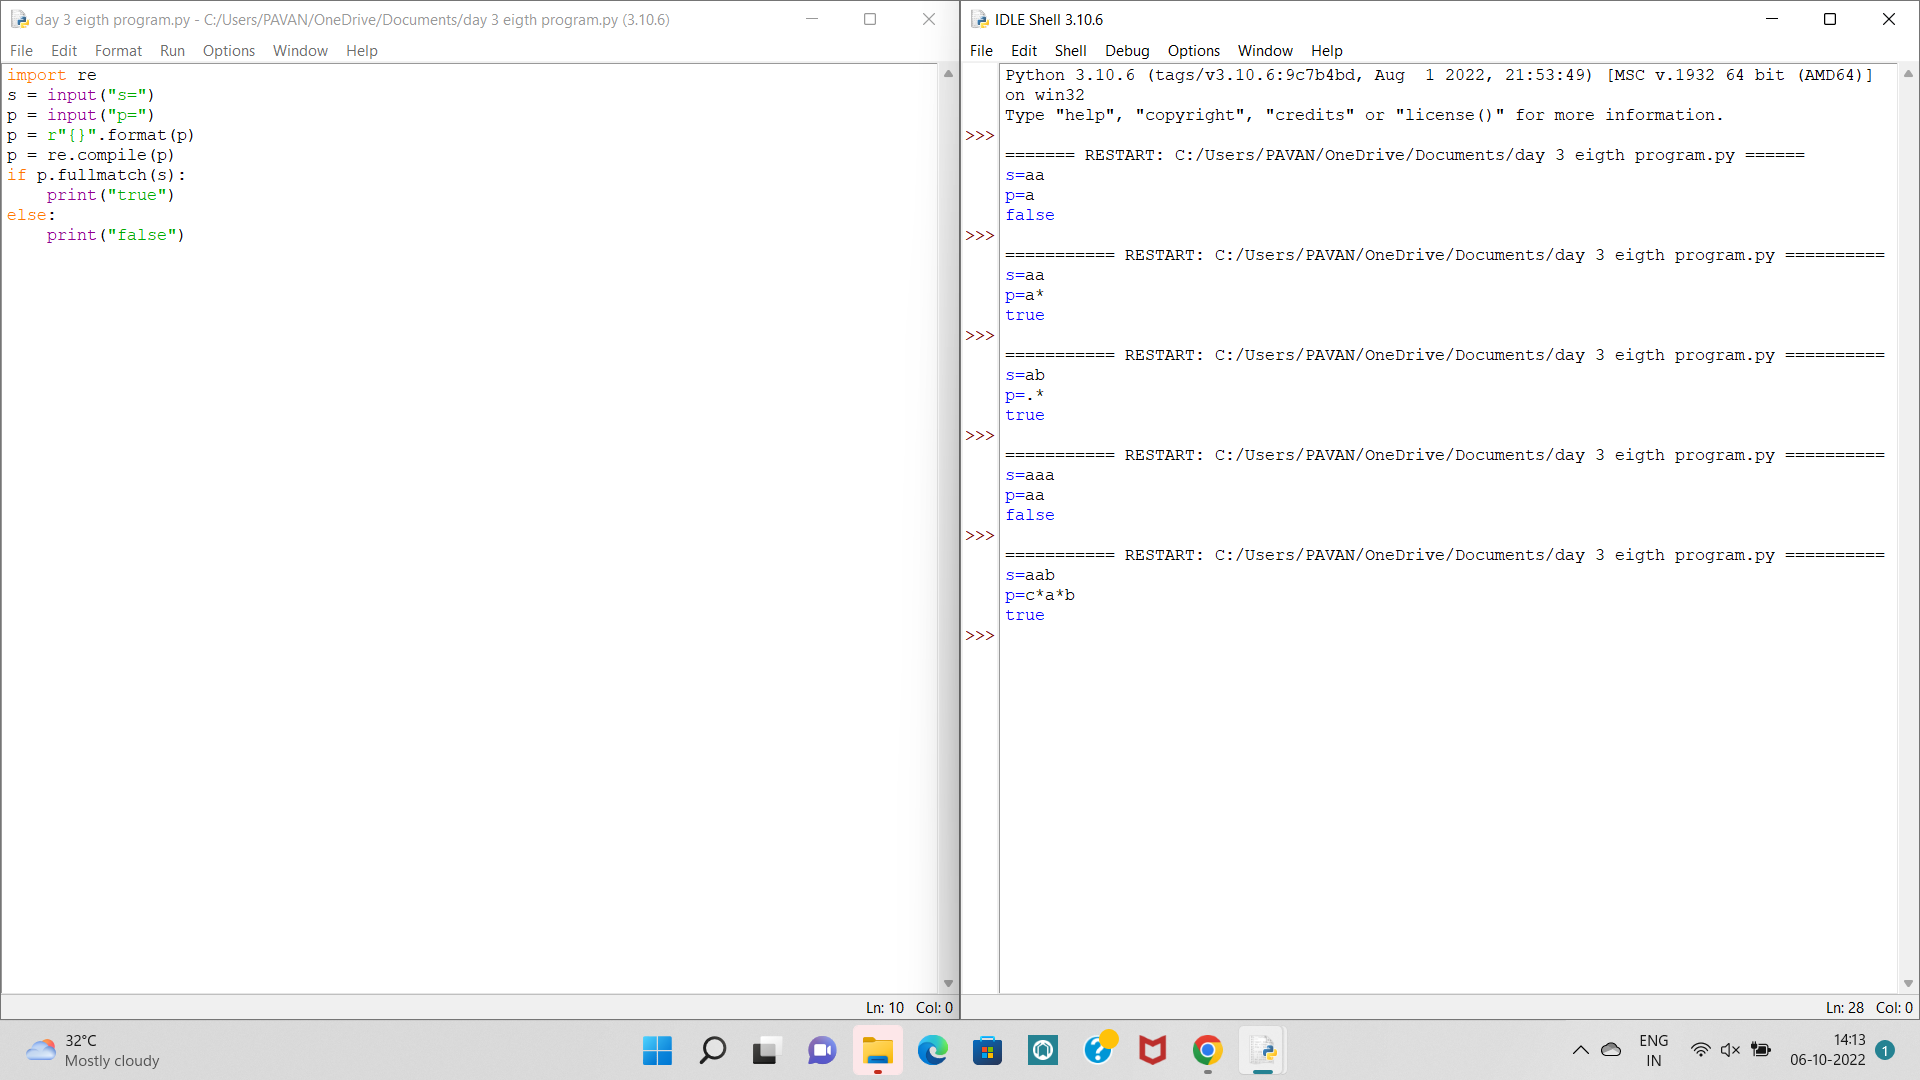 day 3 eigth program.py - C:/Users/PAVAN/OneDrive/Documents/day 3 eigth program.py (3.10.6)
File Edit Format Run Options Window Help
import re
s = input("s=")
p = input("p=")
p = r"{}".format(p)
p = re.compile(p)
if p.fullmatch(s):
    print("true")
else:
    print("false")
Ln: 10 Col: 0
IDLE Shell 3.10.6
File Edit Shell Debug Options Window Help
Python 3.10.6 (tags/v3.10.6:9c7b4bd, Aug  1 2022, 21:53:49) [MSC v.1932 64 bit (AMD64)]
on win32
Type "help", "copyright", "credits" or "license()" for more information.
>>>
======= RESTART: C:/Users/PAVAN/OneDrive/Documents/day 3 eigth program.py ======
s=aa
p=a
false
>>>
=========== RESTART: C:/Users/PAVAN/OneDrive/Documents/day 3 eigth program.py ==========
s=aa
p=a*
true
>>>
=========== RESTART: C:/Users/PAVAN/OneDrive/Documents/day 3 eigth program.py ==========
s=ab
p=.*
true
>>>
=========== RESTART: C:/Users/PAVAN/OneDrive/Documents/day 3 eigth program.py ==========
s=aaa
p=aa
false
>>>
=========== RESTART: C:/Users/PAVAN/OneDrive/Documents/day 3 eigth program.py ==========
s=aab
p=c*a*b
true
>>>
Ln: 28 Col: 0
32°C
Mostly cloudy
ENG
IN
14:13
06-10-2022
1